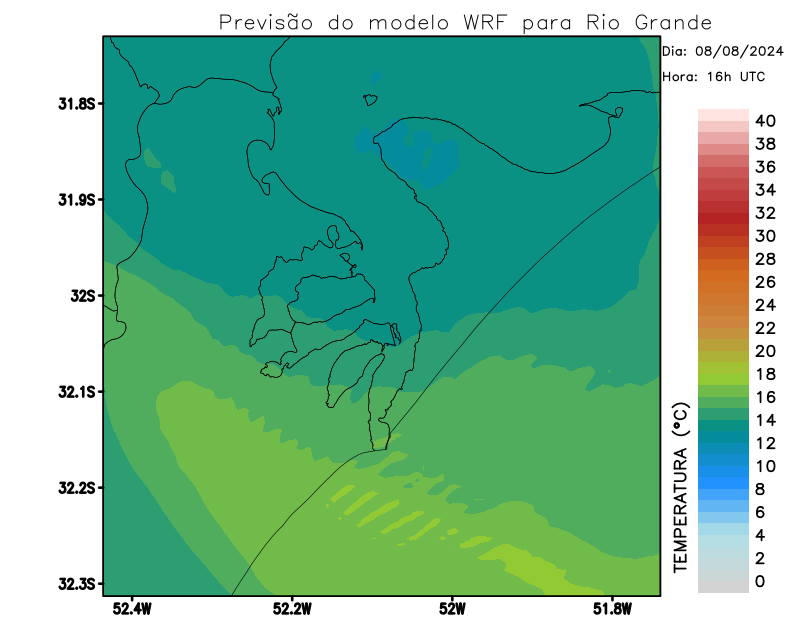 Previsão do modelo WRF para Rio Grande
Dia: 08/08/2024
Hora: 16h UTC
31.8S
31.9S
32S
32.1S
32.2S
32.3S
52.4W
52.2W
52W
51.8W
TEMPERATURA (°C)
40
38
36
34
32
30
28
26
24
22
20
18
16
14
12
10
8
6
4
2
0